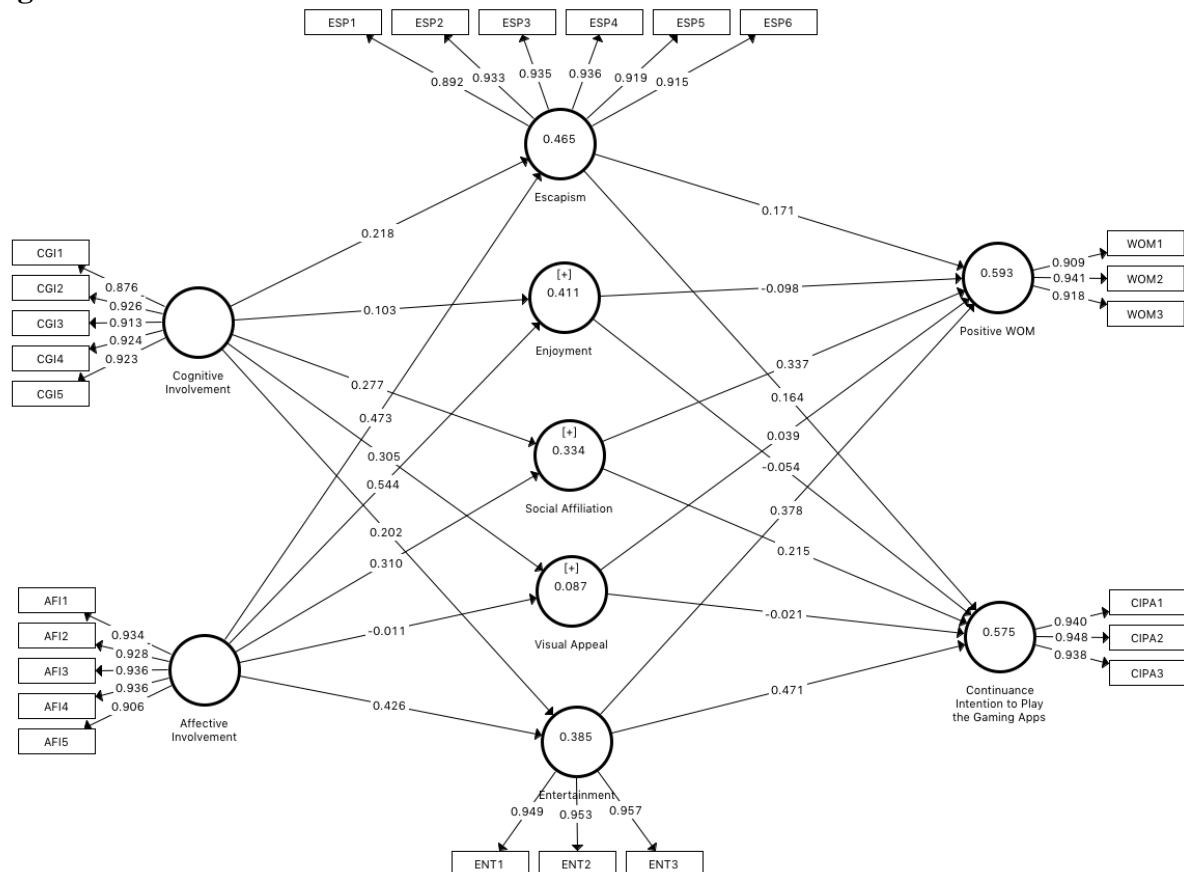 ESP1 ESP2 ESP3 ESP4 ESP5 ESP6
0.892 0.933 0.935 0.936 0.919 0.915
0.465
Escapism
0.171
0.218
CGI1
CGI2
CGI3
CGI4
CGI5
0.876
0.926
0.913
0.924
0.923
Cognitive
Involvement
[+]
0.411
Enjoyment
0.103
-0.098
WOM1
WOM2
WOM3
0.909
0.941
0.918
0.593
Positive WOM
0.277
0.337
0.164
0.473
0.039
0.305
-0.054
0.544
0.378
0.202
0.215
0.310
[+]
0.334
Social Affiliation
[+]
0.087
Visual Appeal
-0.011
-0.021
AFI1
AFI2
AFI3
AFI4
AFI5
0.934
0.928
0.936
0.936
0.906
Affective
Involvement
0.426
0.471
CIPA1
CIPA2
CIPA3
0.940
0.948
0.938
0.575
Continuance
Intention to Play
the Gaming Apps
0.385
Entertainment
0.949 0.953 0.957
ENT1 ENT2 ENT3